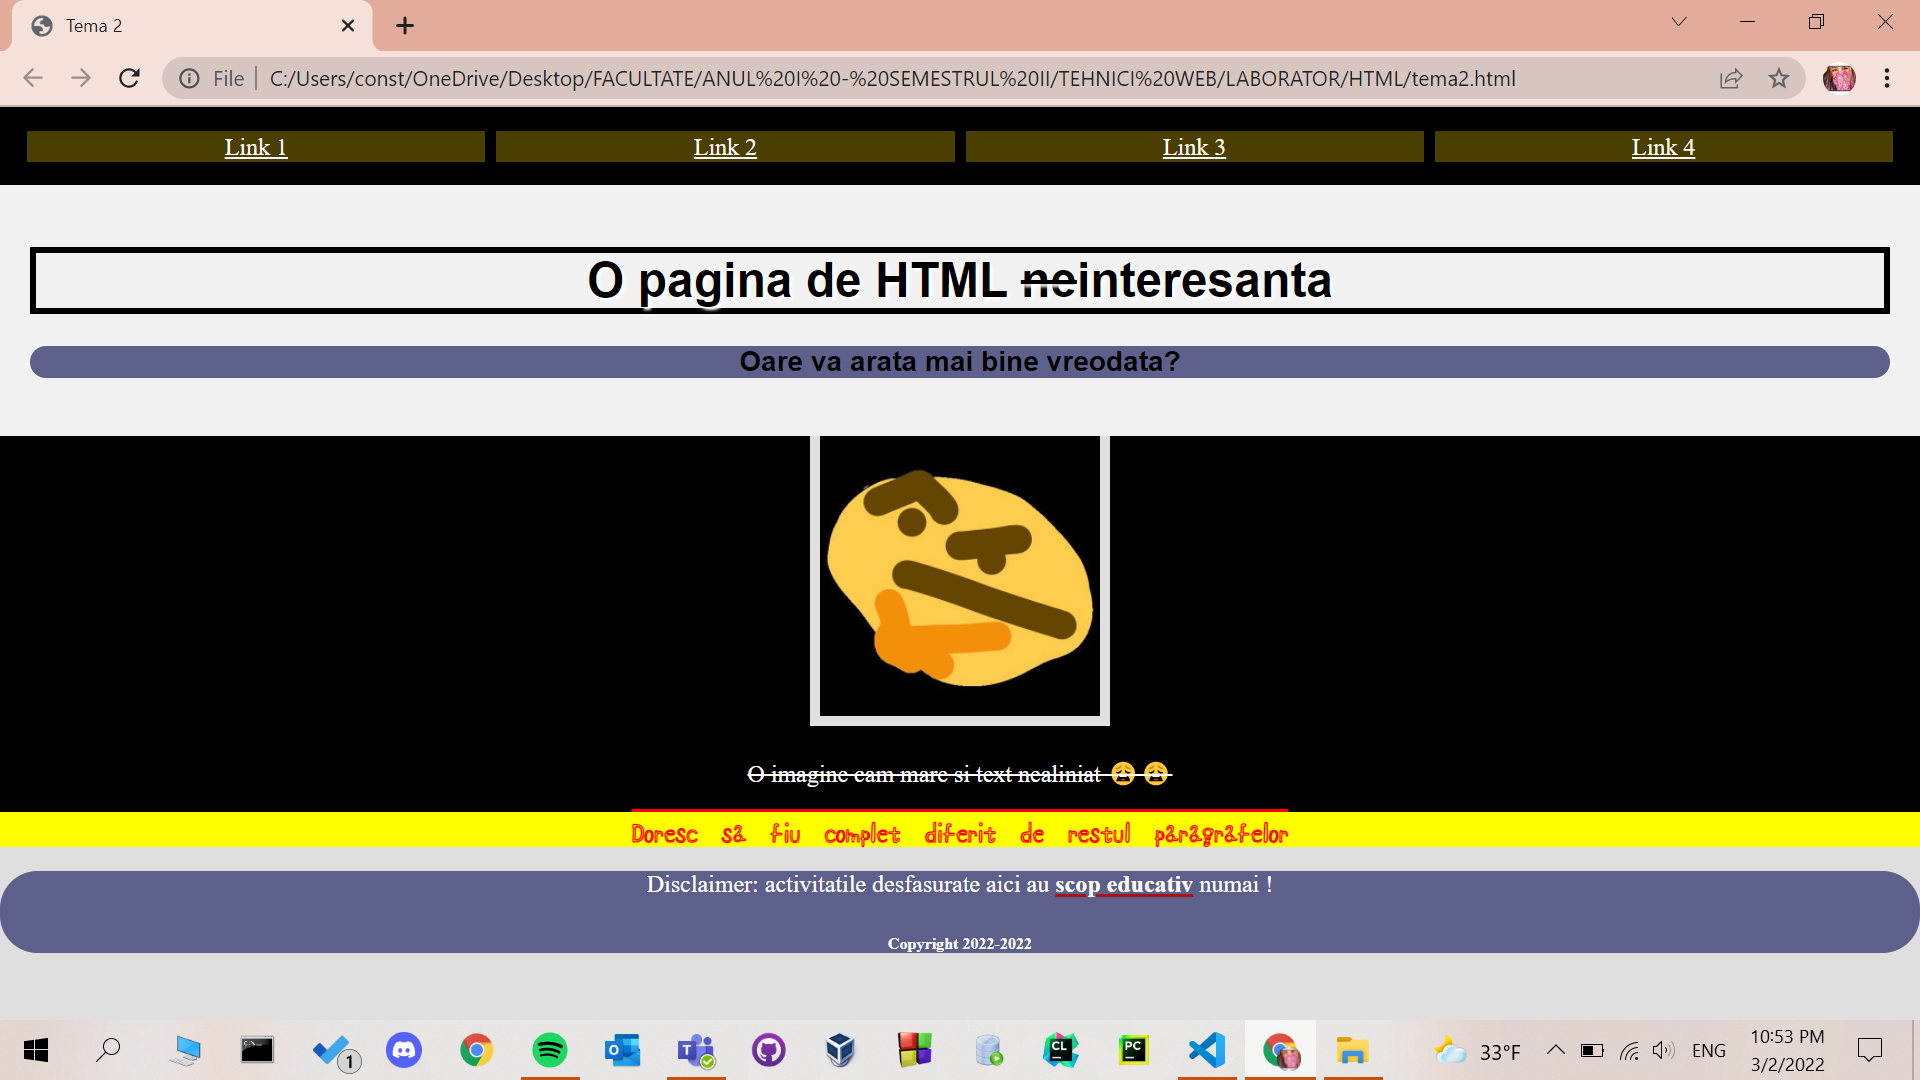 Tema 2
File
C:/Users/const/OneDrive/Desktop/FACULTATE/ANUL%20I%20-%20SEMESTRUL%20II/TEHNICI%20WEB/LABORATOR/HTML/tema2.html
Link 1 Link 2 Link 3 Link 4
O pagina de HTML neinteresanta
Oare va arata mai bine vreodata?
O imagine cam mare si text nealiniat 😩 😩
Doresc sa fiu complet diferit de restul paragrafelor
Disclaimer: activitatile desfasurate aici au scop educativ numai !
Copyright 2022-2022
C:\_
1
CL
PC
33°F
ENG
10:53 PM
3/2/2022